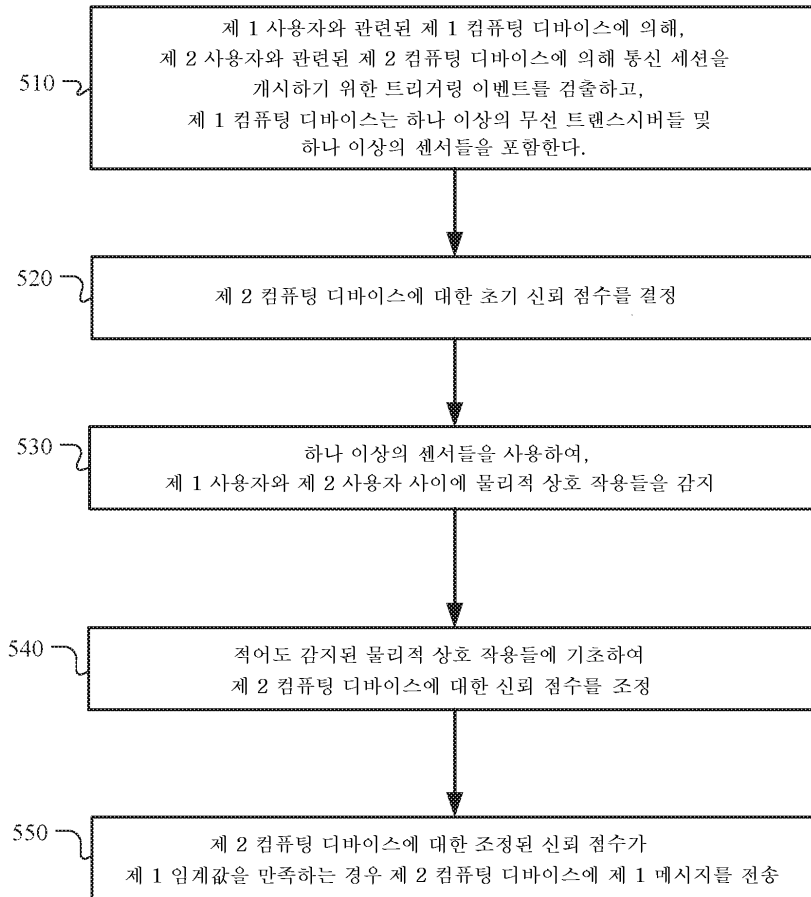 510
제 1 사용자와 관련된 제 1 컴퓨팅 디바이스에 의해,
제 2 사용자와 관련된 제 2 컴퓨팅 디바이스에 의해 통신 세션을
개시하기 위한 트리거링 이벤트를 검출하고,
제 1 컴퓨팅 디바이스는 하나 이상의 무선 트랜스시버들 및
하나 이상의 센서들을 포함한다.
520
제 2 컴퓨팅 디바이스에 대한 초기 신뢰 점수를 결정
530
하나 이상의 센서들을 사용하여,
제 1 사용자와 제 2 사용자 사이에 물리적 상호 작용들을 감지
540
적어도 감지된 물리적 상호 작용들에 기초하여
제 2 컴퓨팅 디바이스에 대한 신뢰 점수를 조정
550
제 2 컴퓨팅 디바이스에 대한 조정된 신뢰 점수가
제 1 임계값을 만족하는 경우 제 2 컴퓨팅 디바이스에 제 1 메시지를 전송